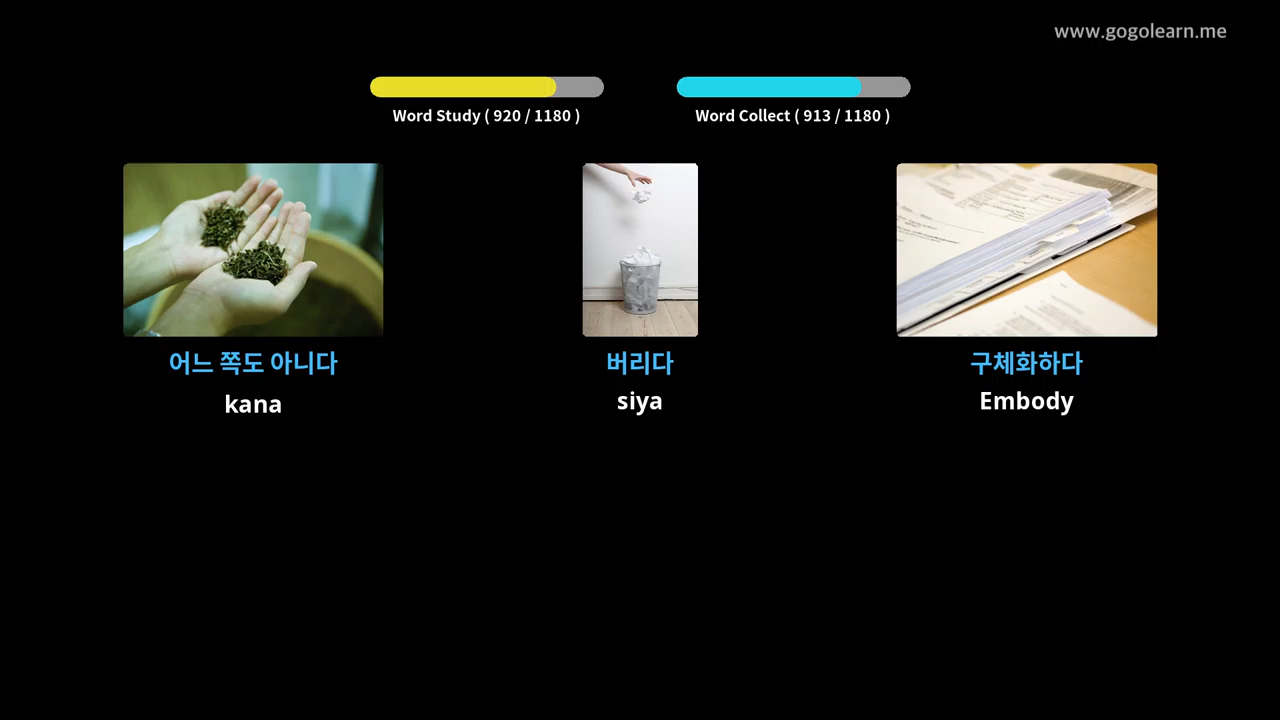 www.gogolearn.me
Word Study ( 920 / 1180 )
Word Collect ( 913 / 1180 )
어느 쪽도 아니다
kana
버리다
siya
구체화하다
Embody